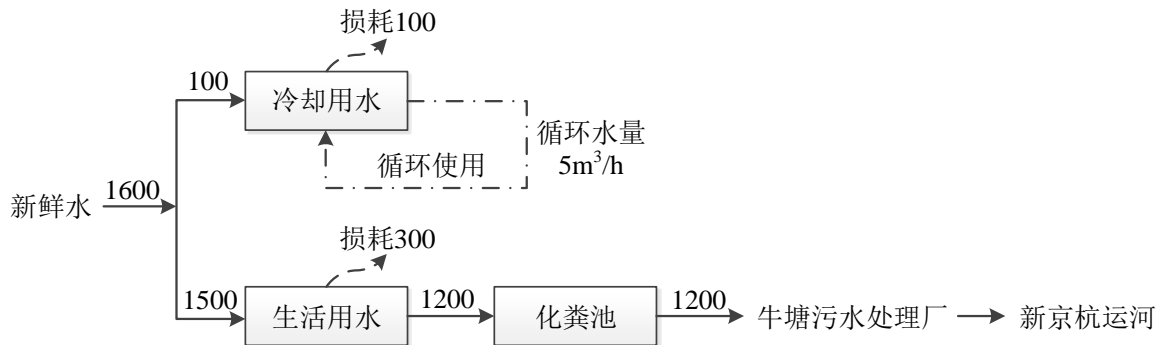 损耗100
100
冷却用水
循环水量
5m³/h
循环使用
1600
新鲜水
损耗300
1500
生活用水
1200
化粪池
1200
牛塘污水处理厂
新京杭运河